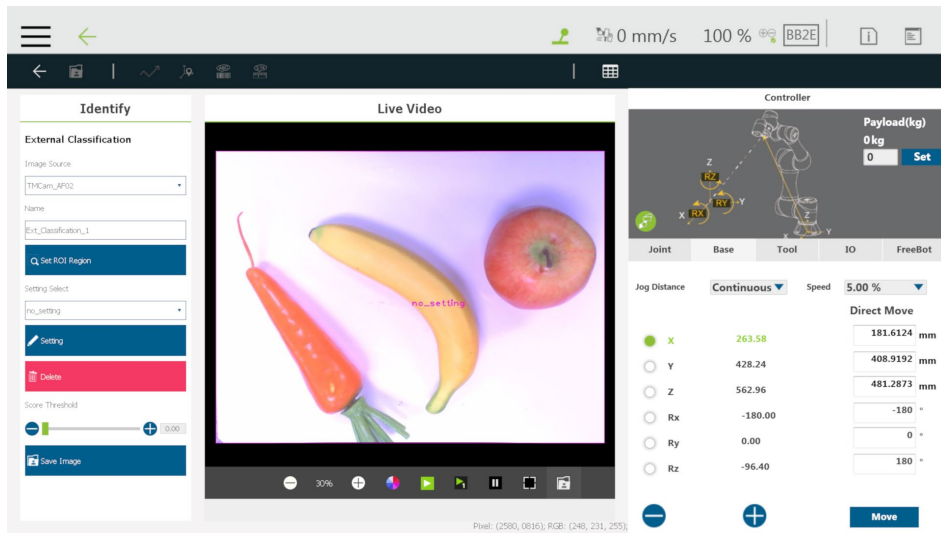 0 mm/s 100 % BB2E
Identify
External Classification
Image Source
TMCam_AF02
Name
Ext_Classification_1
Set ROI Region
Setting Select
no_setting
Setting
Delete
Score Threshold
0.00
Save Image
Live Video
no_setting
30%
1
Pixel: (2580, 0816); RGB: (248, 231, 255);
Controller
Payload(kg)
0 kg
0 Set
Z
RZ
RY Y
X RX
Z
X Y
Joint Base Tool IO FreeBot
Jog Distance Continuous Speed 5.00 %
Direct Move
X 263.58 181.6124 mm
Y 428.24 408.9192 mm
Z 562.96 481.2873 mm
Rx -180.00 -180 °
Ry 0.00 0 °
Rz -96.40 180 °
Move